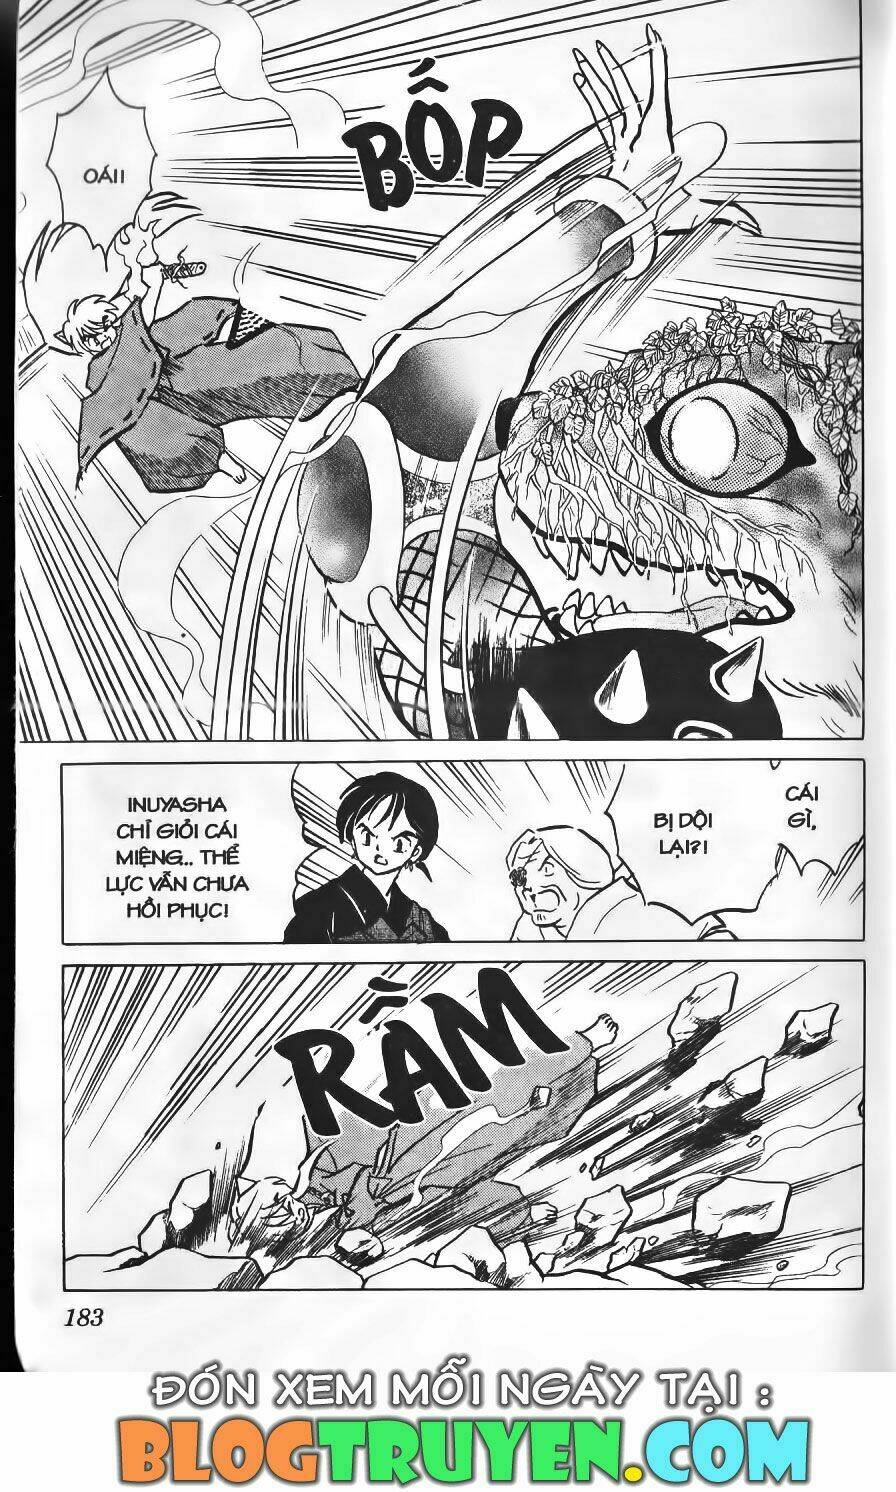 OÁI!
BỐP
CÁI
GÌ,
BỊ DỘI
LẠI?!
INUYASHA
CHỈ GIỎI CÁI
MIỆNG.. THỂ
LỰC VẪN CHƯA
HỒI PHỤC!
RẦM
183
ĐÓN XEM MỖI NGÀY TẠI :
BLOGTRUYEN.COM